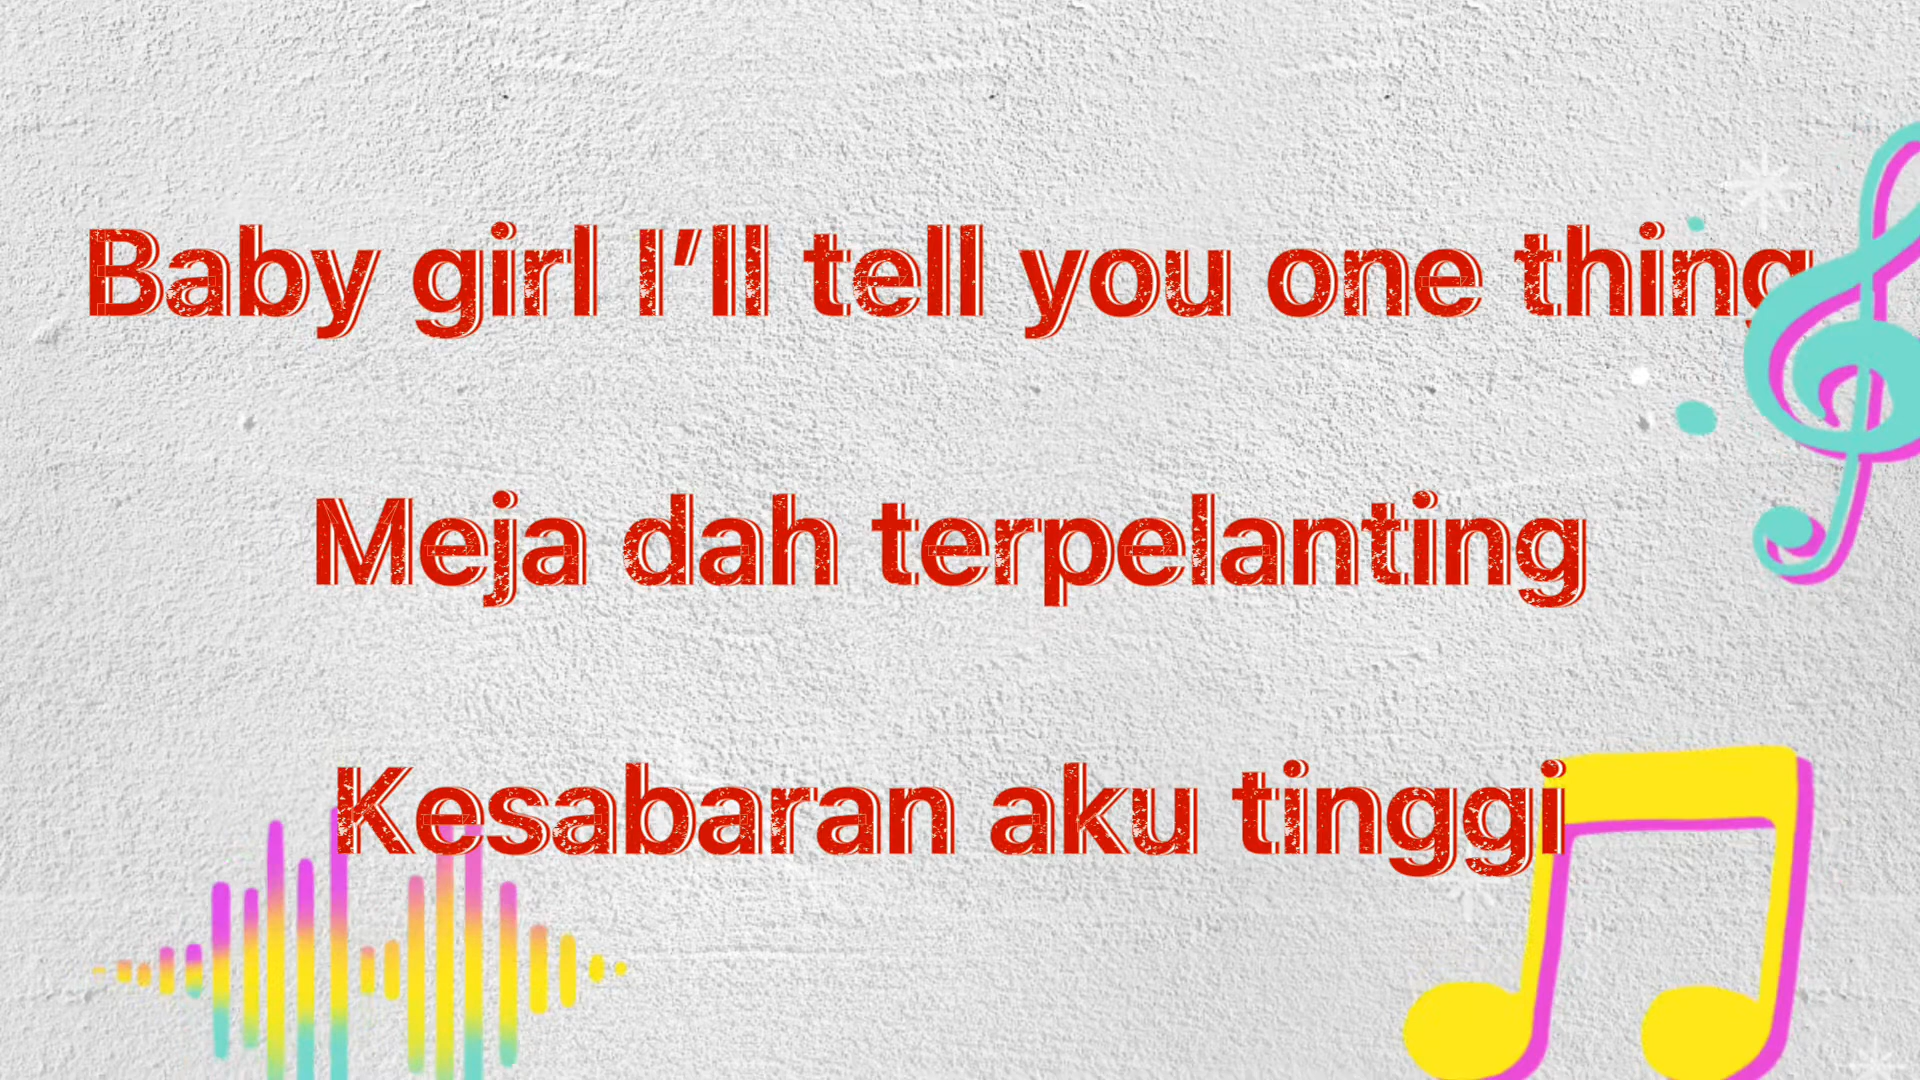 Baby girl I’ll tell you one thing
Meja dah terpelanting
Kesabaran aku tinggi